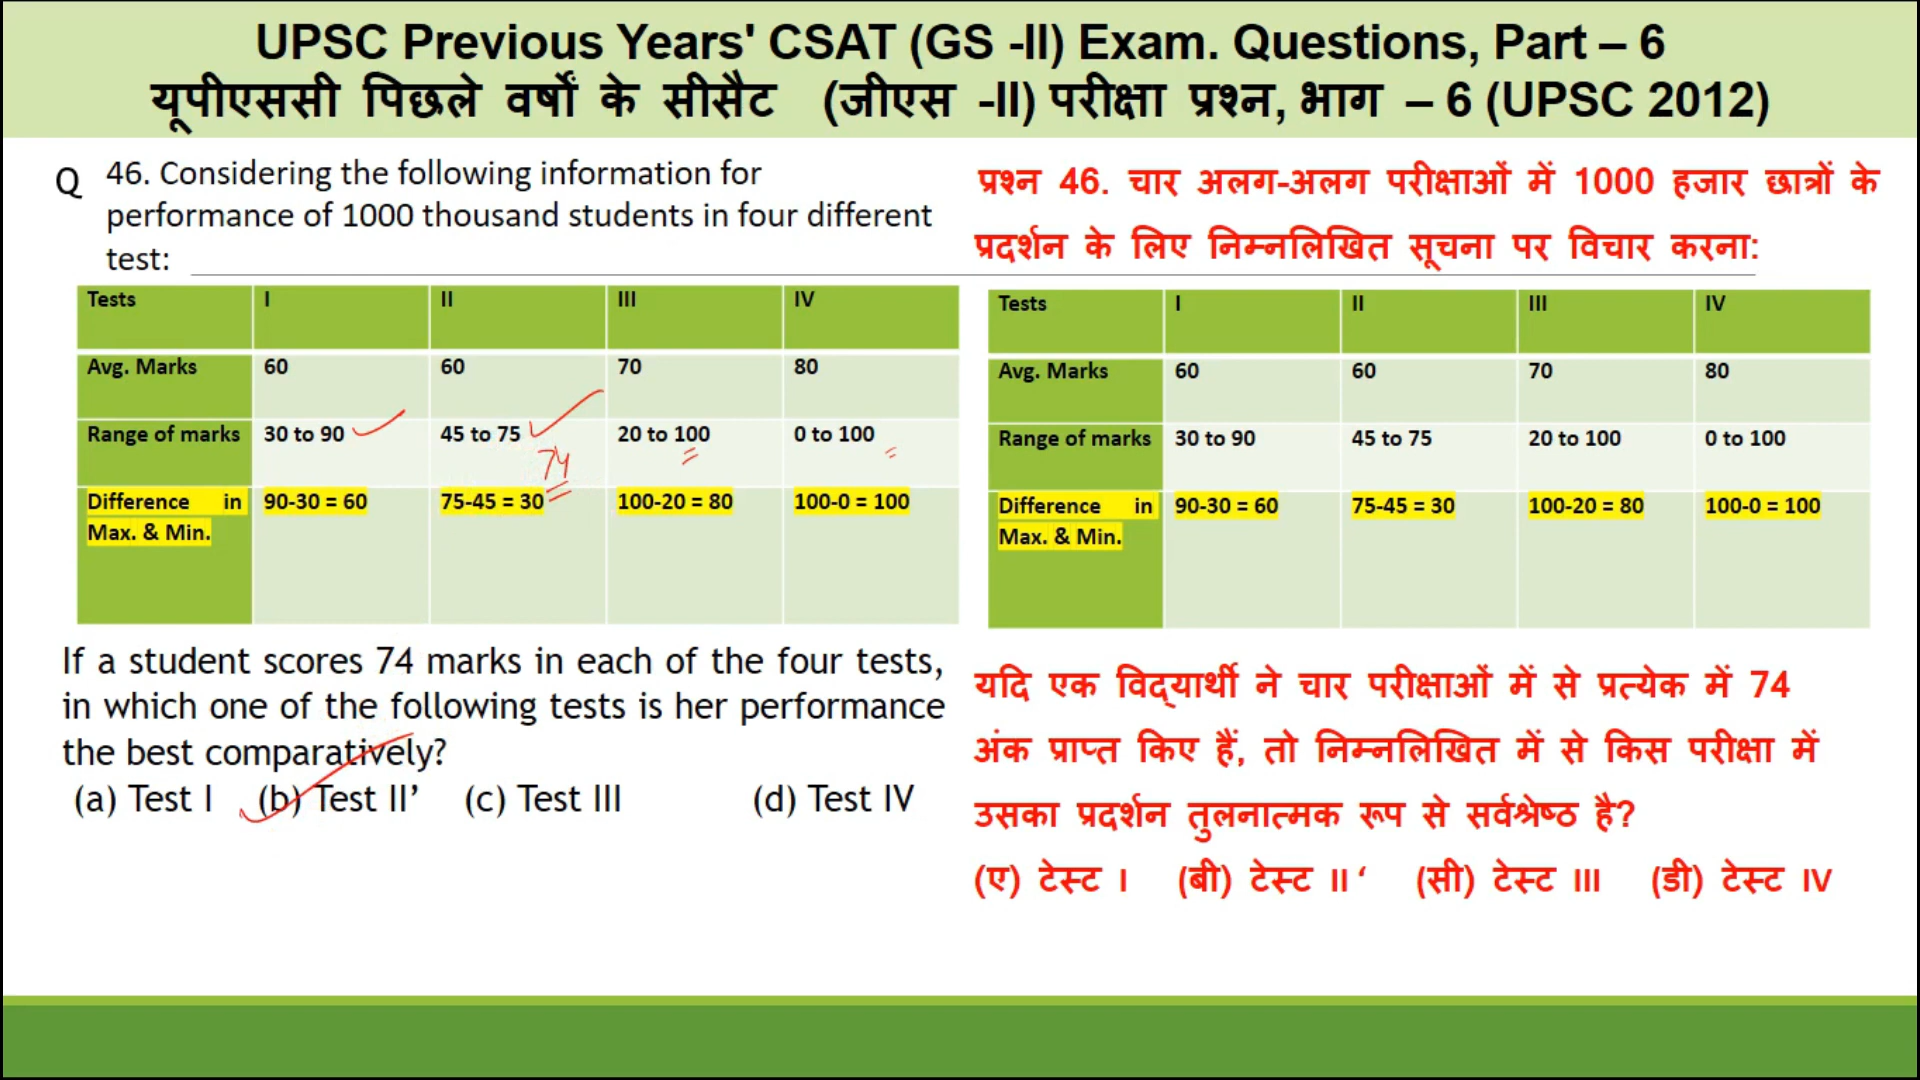 UPSC Previous Years' CSAT (GS -II) Exam. Questions, Part – 6
यूपीएससी पिछले वर्षों के सीसैट (जीएस -II) परीक्षा प्रश्न, भाग – 6 (UPSC 2012)
Q 46. Considering the following information for
performance of 1000 thousand students in four different
test:
Tests I II III IV
Avg. Marks 60 60 70 80
Range of marks 30 to 90 45 to 75 20 to 100 0 to 100
74
Difference in 90-30 = 60 75-45 = 30 100-20 = 80 100-0 = 100
Max. & Min.
If a student scores 74 marks in each of the four tests,
in which one of the following tests is her performance
the best comparatively?
(a) Test I (b) Test II’ (c) Test III (d) Test IV
प्रश्न 46. चार अलग-अलग परीक्षाओं में 1000 हजार छात्रों के
प्रदर्शन के लिए निम्नलिखित सूचना पर विचार करना:
Tests I II III IV
Avg. Marks 60 60 70 80
Range of marks 30 to 90 45 to 75 20 to 100 0 to 100
Difference in 90-30 = 60 75-45 = 30 100-20 = 80 100-0 = 100
Max. & Min.
यदि एक विद्यार्थी ने चार परीक्षाओं में से प्रत्येक में 74
अंक प्राप्त किए हैं, तो निम्नलिखित में से किस परीक्षा में
उसका प्रदर्शन तुलनात्मक रूप से सर्वश्रेष्ठ है?
(ए) टेस्ट I (बी) टेस्ट II ‘ (सी) टेस्ट III (डी) टेस्ट IV